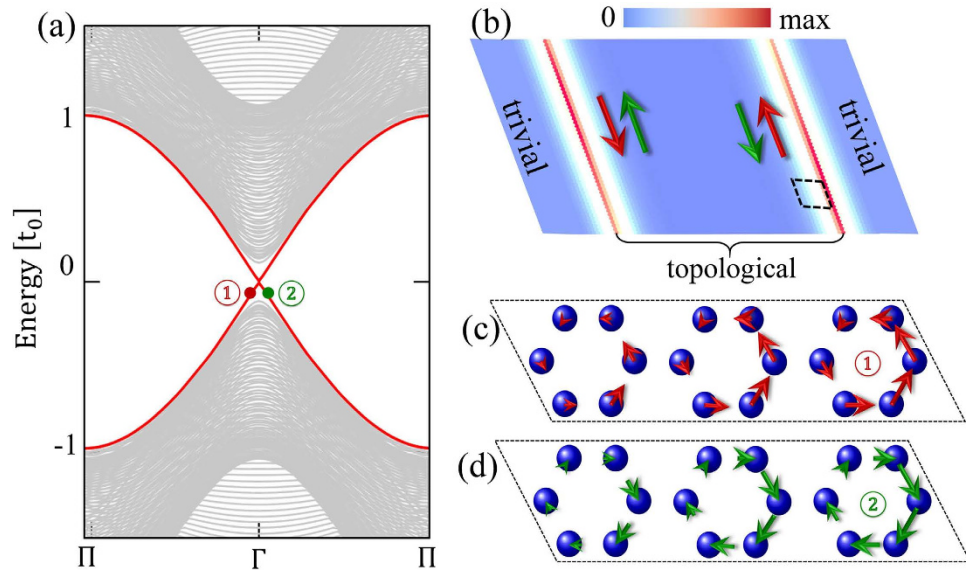 (a)
Energy [t₀]
1
0
-1
① ②
Π Γ Π
(b)
0 max
trivial
trivial
topological
(c)
①
(d)
②